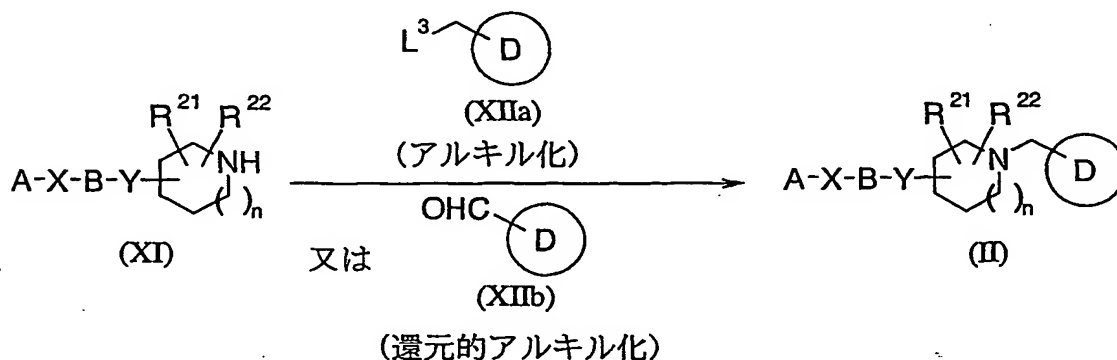 L³ D
(XIIa)
(アルキル化)
R²¹ R²²
A-X-B-Y NH ( )n
(XI)
又は
OHC D
(XIIb)
(還元的アルキル化)
R²¹ R²²
A-X-B-Y N ( )n D
(II)